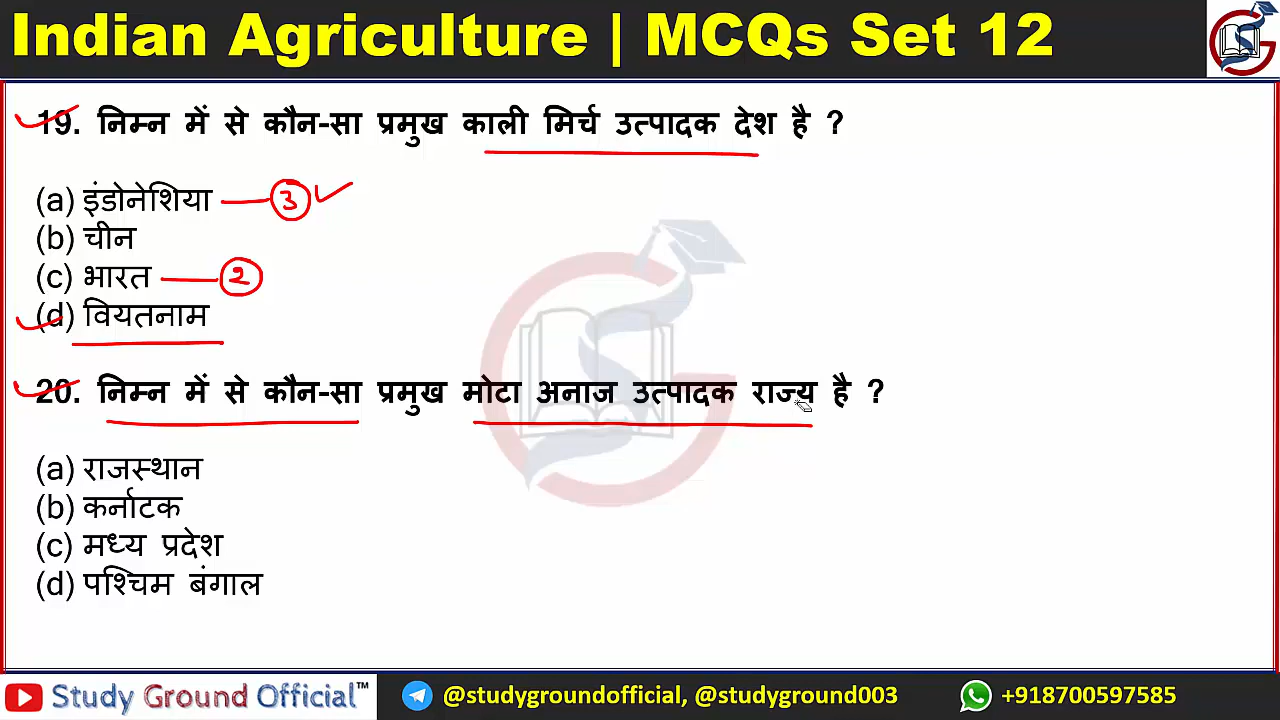 Indian Agriculture | MCQs Set 12
19. निम्न में से कौन-सा प्रमुख काली मिर्च उत्पादक देश है ?
(a) इंडोनेशिया 3
(b) चीन
(c) भारत 2
(d) वियतनाम
20. निम्न में से कौन-सा प्रमुख मोटा अनाज उत्पादक राज्य है ?
(a) राजस्थान
(b) कर्नाटक
(c) मध्य प्रदेश
(d) पश्चिम बंगाल
Study Ground Official™ @studygroundofficial, @studyground003 +918700597585